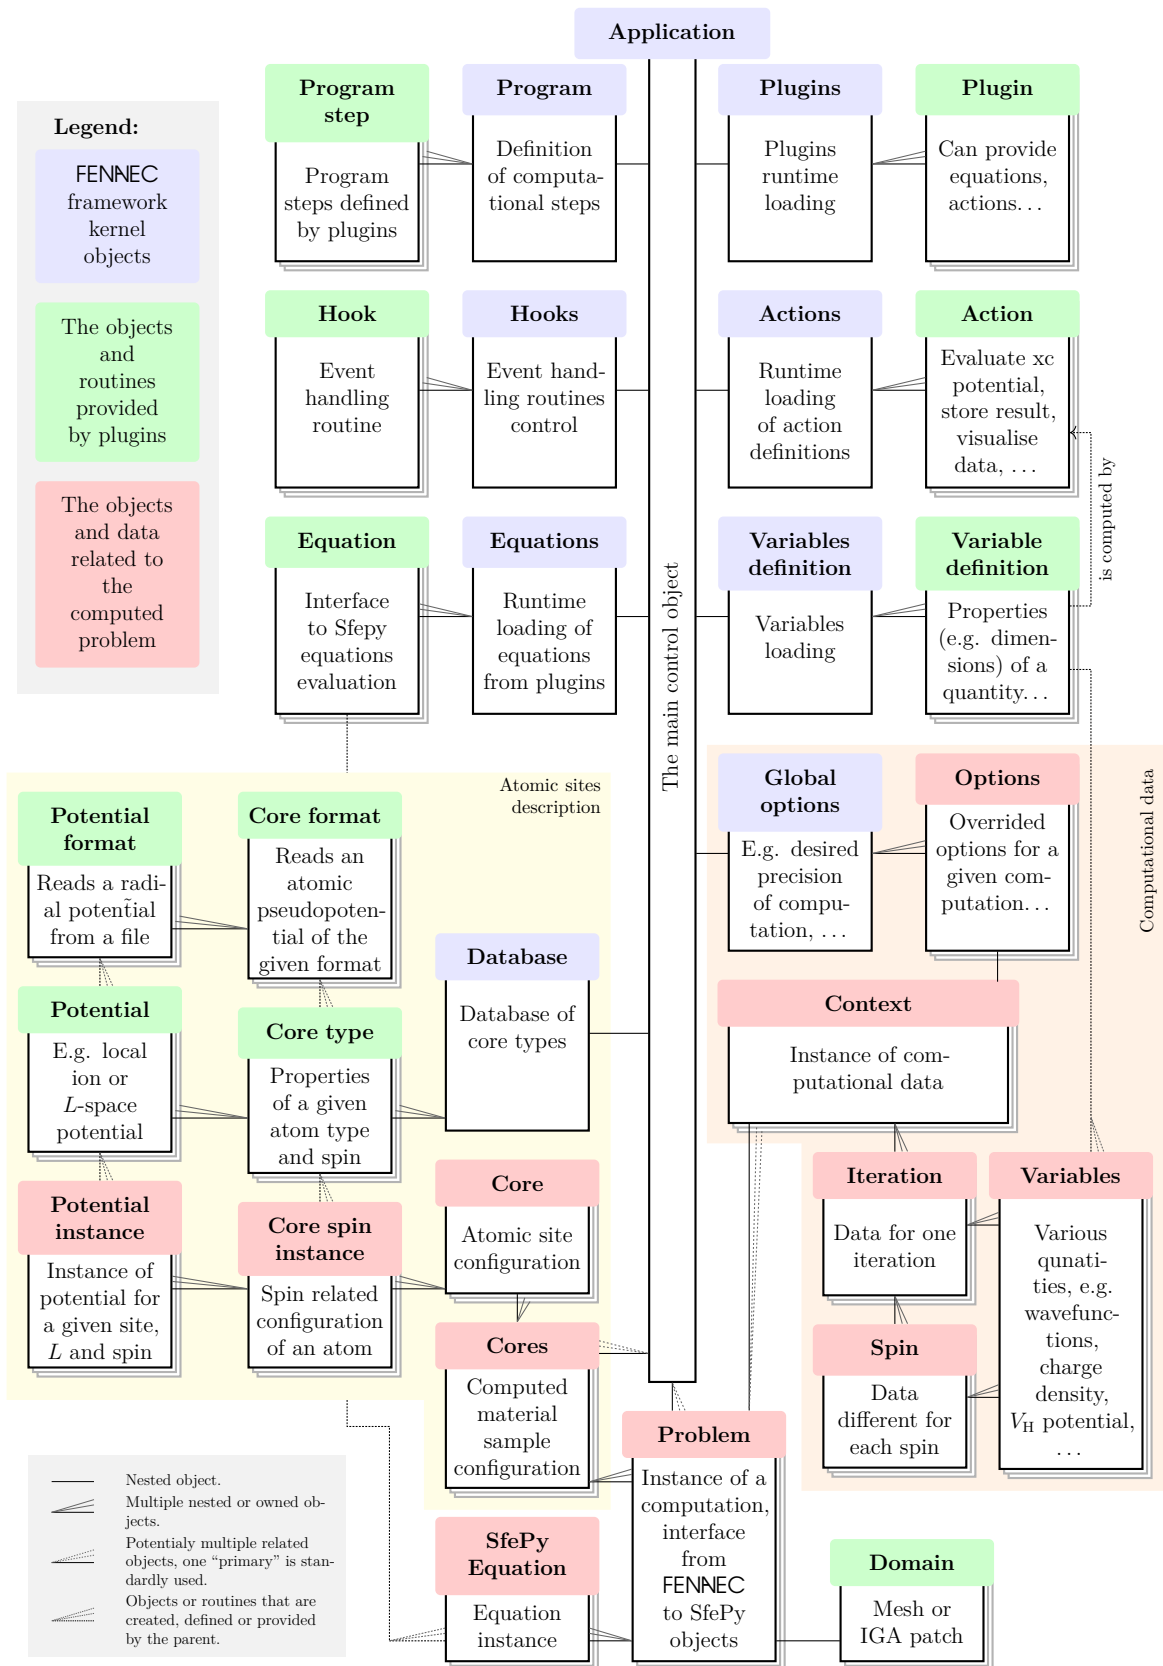 Application
Program
step
Program
steps defined
by plugins
Program
Definition
of computa-
tional steps
Plugins
Plugins
runtime
loading
Plugin
Can provide
equations,
actions...
Legend:
FENNEC
framework
kernel
objects
The objects
and
routines
provided
by plugins
The objects
and data
related to
the
computed
problem
Hook
Event
handling
routine
Hooks
Event hand-
ling routines
control
Actions
Runtime
loading
of action
definitions
Action
Evaluate xc
potential,
store result,
visualise
data, ...
is computed by
Equation
Interface
to Sfepy
equations
evaluation
Equations
Runtime
loading of
equations
from plugins
The main control object
Variables
definition
Variables
loading
Variable
definition
Properties
(e.g. dimen-
sions) of a
quantity...
Atomic sites
description
Potential
format
Reads a radi-
al potential
from a file
Core format
Reads an
atomic
pseudopoten-
tial of the
given format
Potential
E.g. local
ion or
L-space
potential
Core type
Properties
of a given
atom type
and spin
Database
Database of
core types
Potential
instance
Instance of
potential for
a given site,
L and spin
Core spin
instance
Spin related
configuration
of an atom
Core
Atomic site
configuration
Cores
Computed
material
sample
configuration
Computational data
Global
options
E.g. desired
precision
of compu-
tation, ...
Options
Overrided
options for a
given com-
putation...
Context
Instance of com-
putational data
Iteration
Data for one
iteration
Variables
Various
qunati-
ties, e.g.
wavefunc-
tions,
charge
density,
V_H potential,
...
Spin
Data
different for
each spin
Problem
Instance of a
computation,
interface
from
FENNEC
to SfePy
objects
SfePy
Equation
Equation
instance
Domain
Mesh or
IGA patch
Nested object.
Multiple nested or owned ob-
jects.
Potentialy multiple related
objects, one “primary” is stan-
dardly used.
Objects or routines that are
created, defined or provided
by the parent.